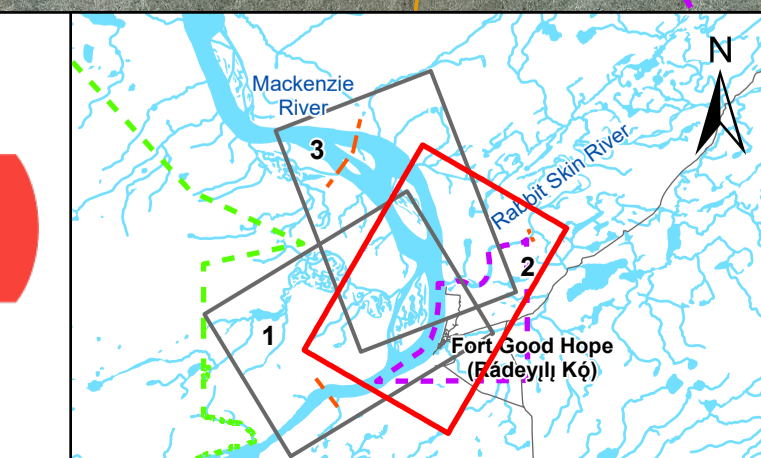 N
Mackenzie
River
3
Rabbit Skin River
2
1
Fort Good Hope
(Rádeyı̨lı̨ Kǫ́)